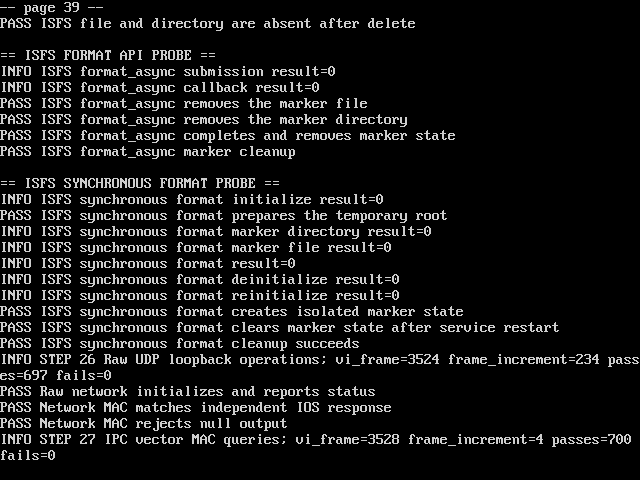 -- page 39 --
PASS ISFS file and directory are absent after delete
== ISFS FORMAT API PROBE ==
INFO ISFS format_async submission result=0
INFO ISFS format_async callback result=0
PASS ISFS format_async removes the marker file
PASS ISFS format_async removes the marker directory
PASS ISFS format_async completes and removes marker state
PASS ISFS format_async marker cleanup
== ISFS SYNCHRONOUS FORMAT PROBE ==
INFO ISFS synchronous format initialize result=0
PASS ISFS synchronous format prepares the temporary root
INFO ISFS synchronous format marker directory result=0
INFO ISFS synchronous format marker file result=0
INFO ISFS synchronous format result=0
INFO ISFS synchronous format deinitialize result=0
INFO ISFS synchronous format reinitialize result=0
PASS ISFS synchronous format creates isolated marker state
PASS ISFS synchronous format clears marker state after service restart
PASS ISFS synchronous format cleanup succeeds
INFO STEP 26 Raw UDP loopback operations; vi_frame=3524 frame_increment=234 pass
es=697 fails=0
PASS Raw network initializes and reports status
PASS Network MAC matches independent IOS response
PASS Network MAC rejects null output
INFO STEP 27 IPC vector MAC queries; vi_frame=3528 frame_increment=4 passes=700
fails=0